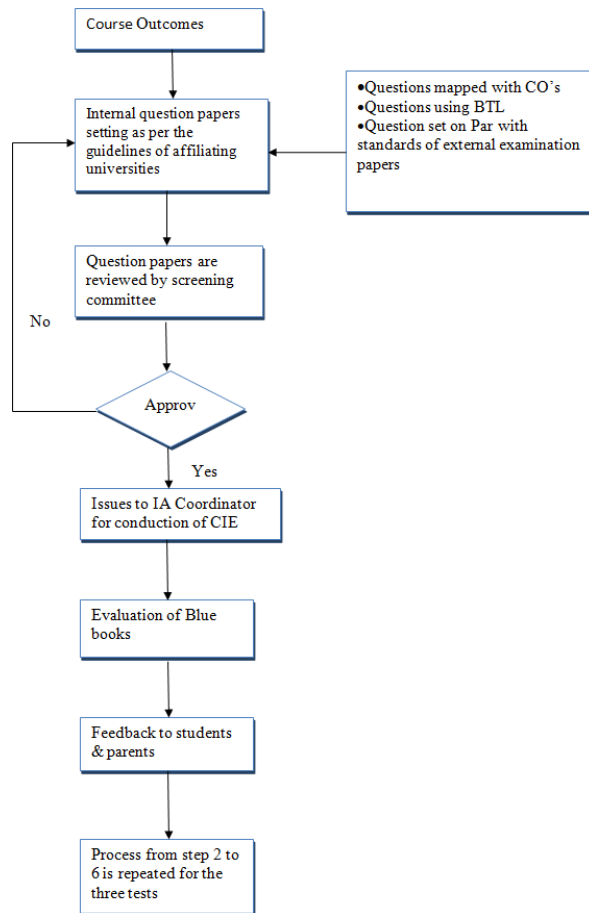 Course Outcomes
Internal question papers
setting as per the
guidelines of affiliating
universities
•Questions mapped with CO’s
•Questions using BTL
•Question set on Par with
standards of external examination
papers
Question papers are
reviewed by screening
committee
No
Approv
Yes
Issues to IA Coordinator
for conduction of CIE
Evaluation of Blue
books
Feedback to students
& parents
Process from step 2 to
6 is repeated for the
three tests